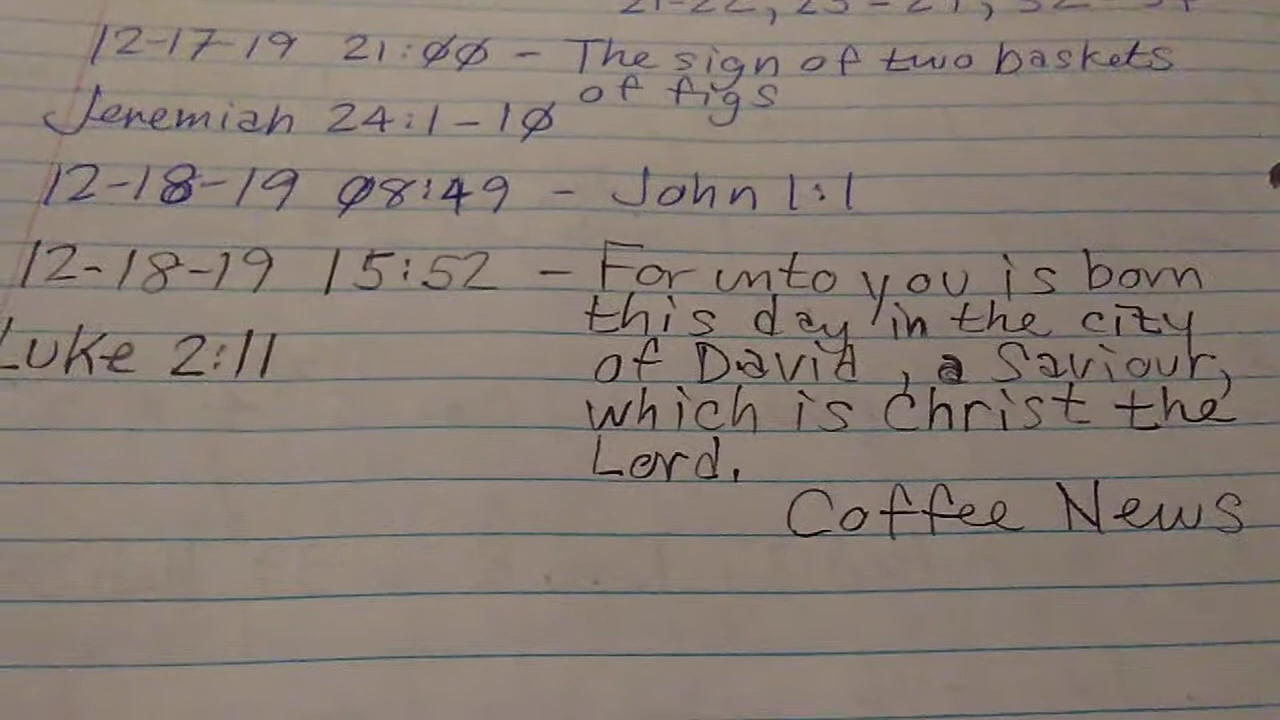 12-17-19 21:00 - The sign of two baskets
of figs
Jeremiah 24:1-10
12-18-19 08:49 - John 1:1
12-18-19 15:52 - For unto you is born
this day in the city
Luke 2:11
of David, a Saviour,
which is Christ the
Lord.
Coffee News